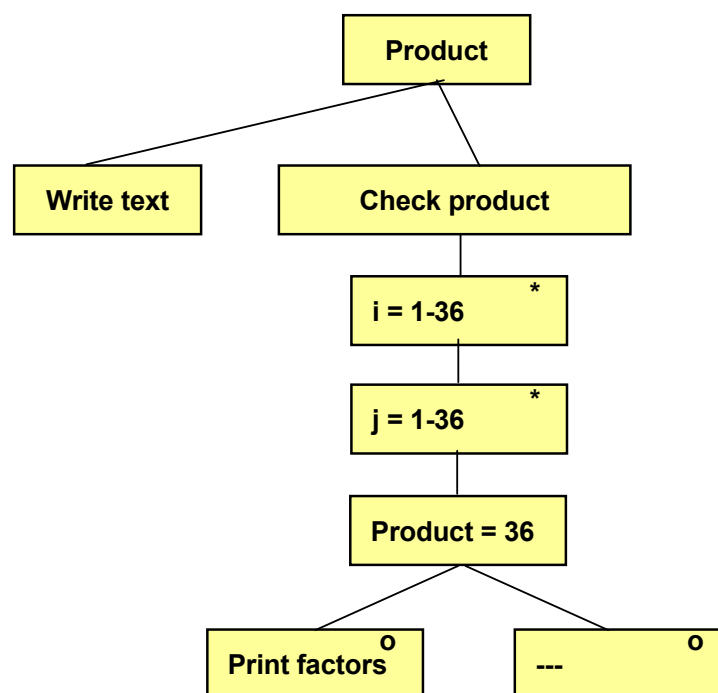 Product
Write text
Check product
i = 1-36 *
j = 1-36 *
Product = 36
Print factors o
--- o